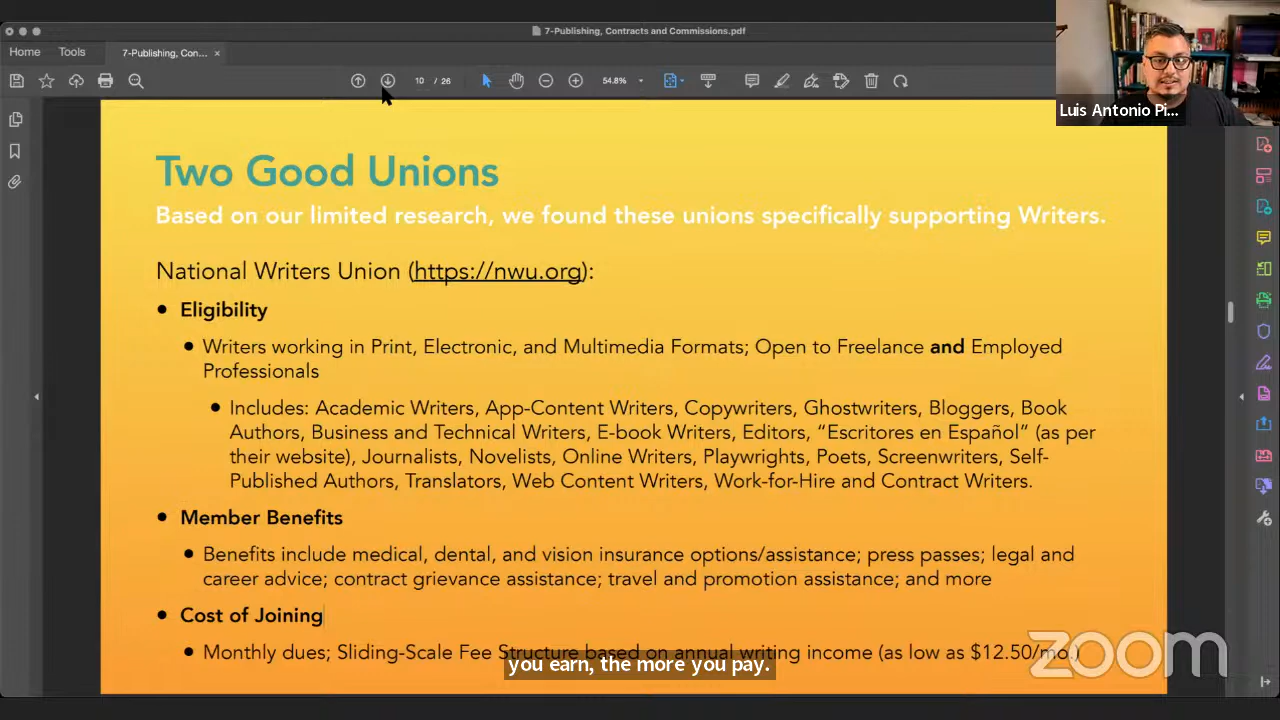 7-Publishing, Contracts and Commissions.pdf
Home
Tools
7-Publishing, Con...
10 / 26
54.8%
Luis Antonio Pi...
Two Good Unions
Based on our limited research, we found these unions specifically supporting Writers.
National Writers Union (https://nwu.org):
• Eligibility
• Writers working in Print, Electronic, and Multimedia Formats; Open to Freelance and Employed
Professionals
• Includes: Academic Writers, App-Content Writers, Copywriters, Ghostwriters, Bloggers, Book
Authors, Business and Technical Writers, E-book Writers, Editors, “Escritores en Español” (as per
their website), Journalists, Novelists, Online Writers, Playwrights, Poets, Screenwriters, Self-
Published Authors, Translators, Web Content Writers, Work-for-Hire and Contract Writers.
• Member Benefits
• Benefits include medical, dental, and vision insurance options/assistance; press passes; legal and
career advice; contract grievance assistance; travel and promotion assistance; and more
• Cost of Joining
• Monthly dues; Sliding-Scale Fee Structure based on annual writing income (as low as $12.50/mo.)
you earn, the more you pay.
zoom